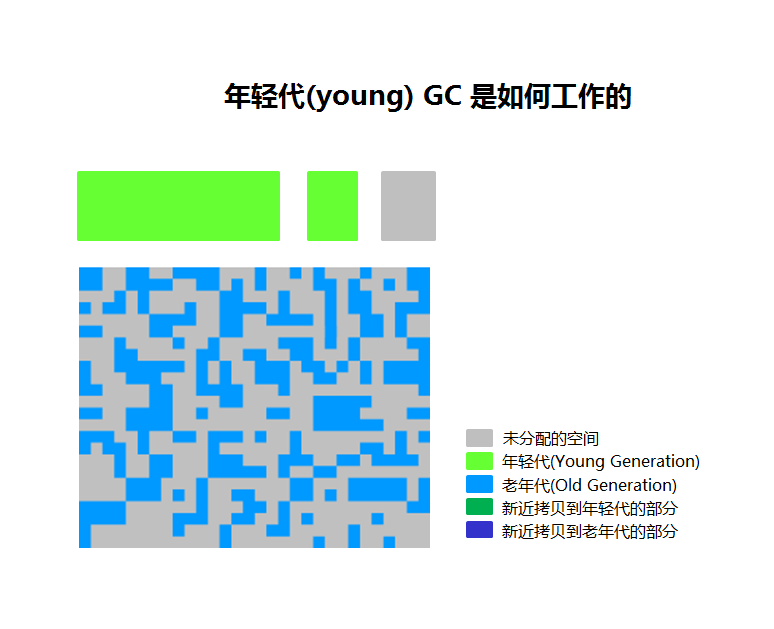 年轻代(young) GC 是如何工作的
未分配的空间
年轻代(Young Generation)
老年代(Old Generation)
新近拷贝到年轻代的部分
新近拷贝到老年代的部分